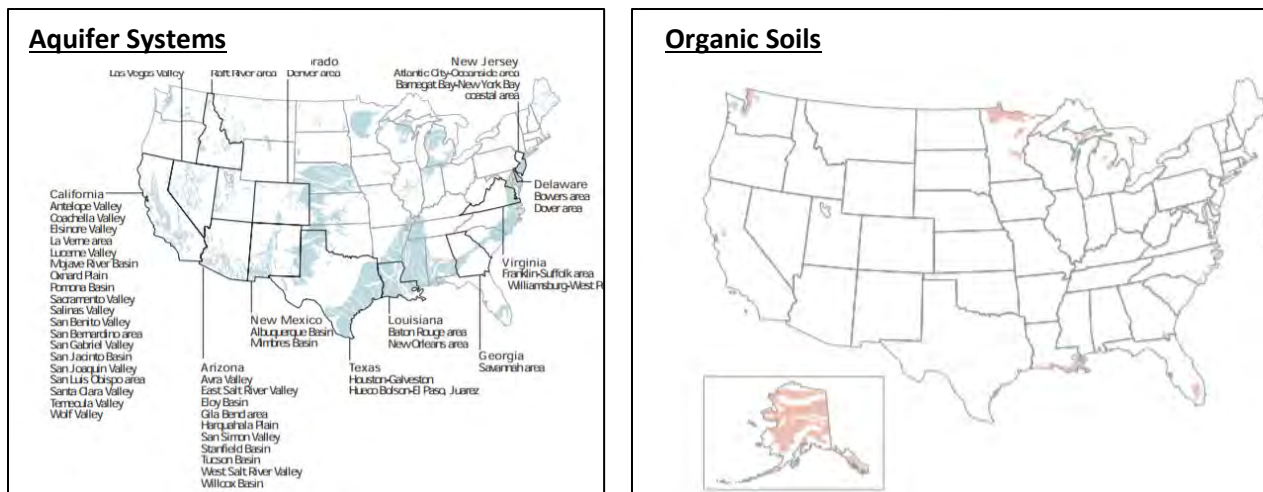 Aquifer Systems
Las Vegas Valley
Raft River area
Denver area
New Jersey
Atlantic City-Oceanside area
Barnegat Bay-New York Bay
coastal area
California
Antelope Valley
Coachella Valley
Elsinore Valley
La Verne area
Lucerne Valley
Mojave River Basin
Oxnard Plain
Pomona Basin
Sacramento Valley
Salinas Valley
San Benito Valley
San Bernardino area
San Gabriel Valley
San Jacinto Basin
San Joaquin Valley
San Luis Obispo area
Santa Clara Valley
Temecula Valley
Wolf Valley
Delaware
Bowers area
Dover area
Virginia
Franklin-Suffolk area
Williamsburg-West
New Mexico
Albuquerque Basin
Mimbres Basin
Louisiana
Baton Rouge area
New Orleans area
Georgia
Savannah area
Arizona
Avra Valley
East Salt River Valley
Eloy Basin
Gila Bend area
Harquahala Plain
San Simon Valley
Stanfield Basin
Tucson Basin
West Salt River Valley
Willcox Basin
Texas
Houston-Galveston
Hueco Bolson-El Paso, Juarez
Organic Soils